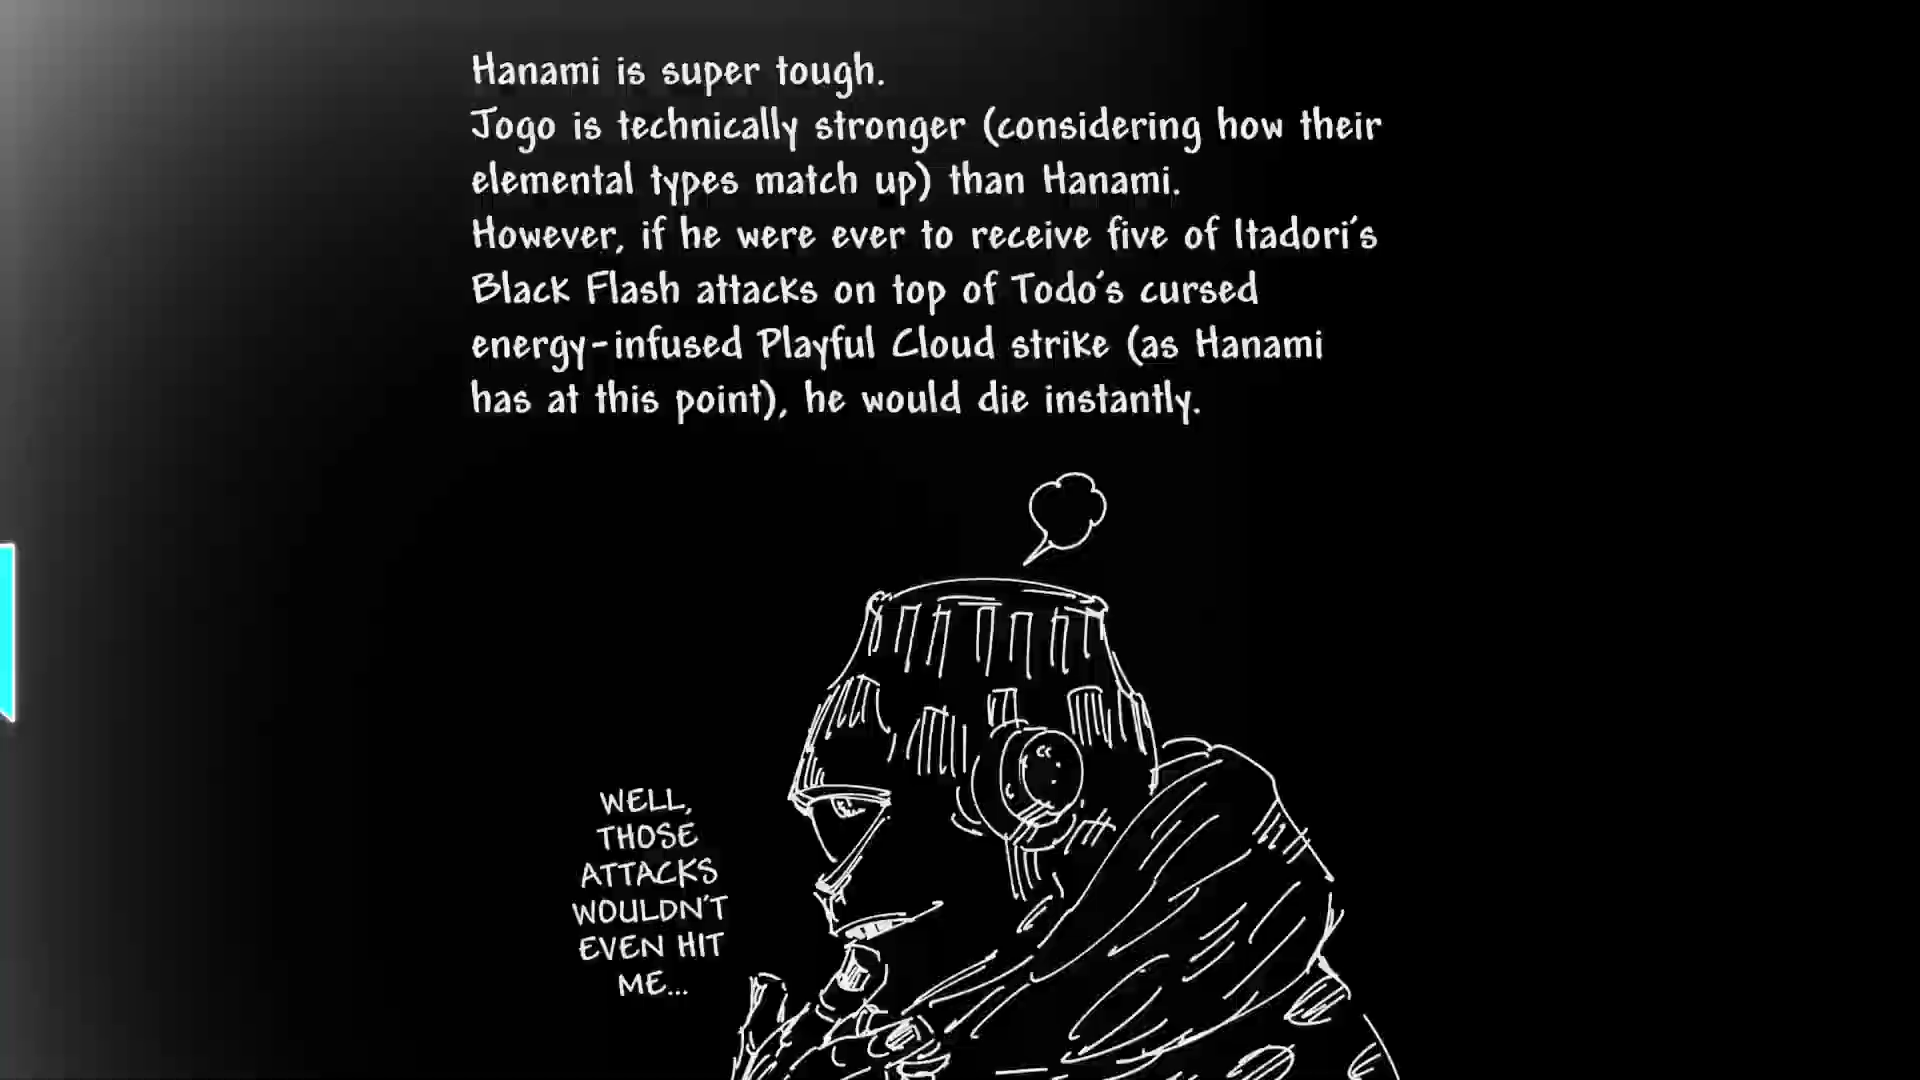 Hanami is super tough.
Jogo is technically stronger (considering how their
elemental types match up) than Hanami.
However, if he were ever to receive five of Itadori's
Black Flash attacks on top of Todo's cursed
energy-infused Playful Cloud strike (as Hanami
has at this point), he would die instantly.
WELL,
THOSE
ATTACKS
WOULDN'T
EVEN HIT
ME...